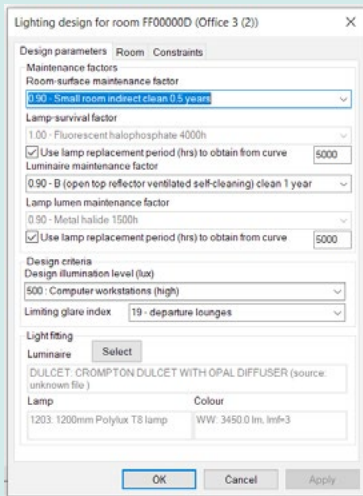 Lighting design for room FF00000D (Office 3 (2))
Design parameters Room Constraints
Maintenance factors
Room-surface maintenance factor
0.90 - Small room indirect clean 0.5 years
Lamp-survival factor
1.00 - Fluorescent halophosphate 4000h
Use lamp replacement period (hrs) to obtain from curve 5000
Luminaire maintenance factor
0.90 - B (open top reflector ventilated self-cleaning) clean 1 year
Lamp lumen maintenance factor
0.90 - Metal halide 1500h
Use lamp replacement period (hrs) to obtain from curve 5000
Design criteria
Design illumination level (lux)
500 : Computer workstations (high)
Limiting glare index 19 - departure lounges
Light fitting
Luminaire Select
DULCET: CROMPTON DULCET WITH OPAL DIFFUSER (source:
unknown file )
Lamp Colour
1203: 1200mm Polylux T8 lamp WW: 3450.0 lm, lmf=3
OK Cancel Apply